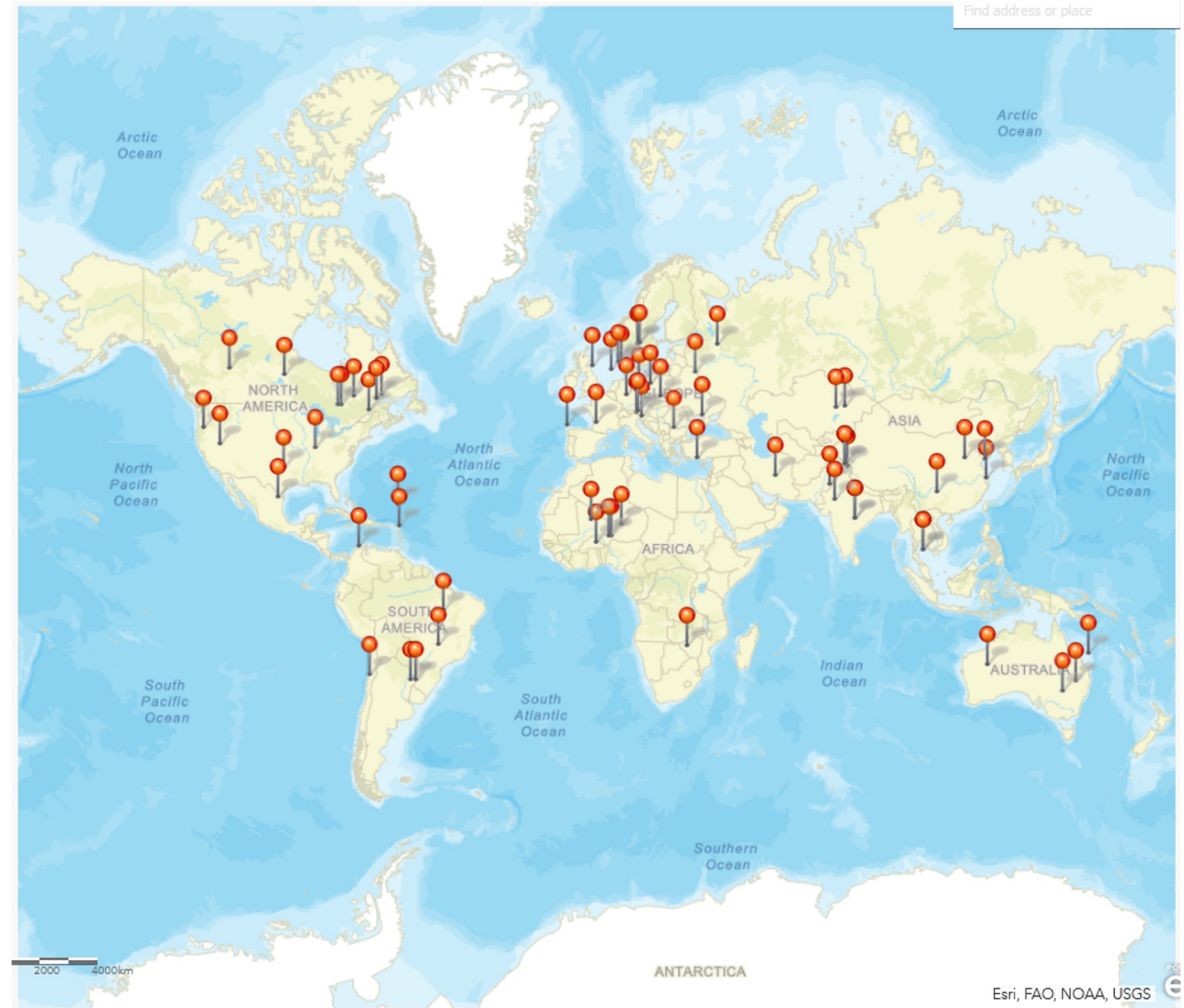 Find address or place
Arctic
Ocean
Arctic
Ocean
NORTH
AMERICA
ASIA
North
Pacific
Ocean
North
Atlantic
Ocean
North
Pacific
Ocean
AFRICA
SOUTH
AMERICA
South
Pacific
Ocean
South
Atlantic
Ocean
Indian
Ocean
AUSTRALIA
Southern
Ocean
ANTARCTICA
2000 4000km
Esri, FAO, NOAA, USGS